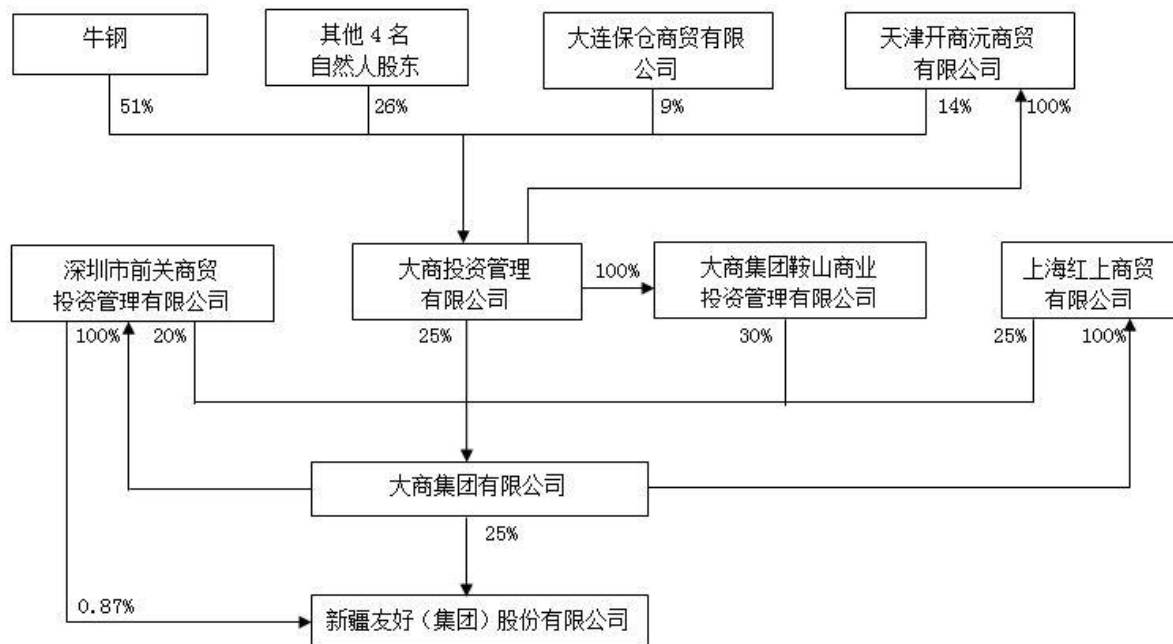 牛钢
其他 4 名
自然人股东
大连保仓商贸有限
公司
天津开商沅商贸
有限公司
51%
26%
9%
14%
100%
深圳市前关商贸
投资管理有限公司
大商投资管理
有限公司
100%
大商集团鞍山商业
投资管理有限公司
上海红上商贸
有限公司
100%
20%
25%
30%
25%
100%
大商集团有限公司
25%
0.87%
新疆友好（集团）股份有限公司